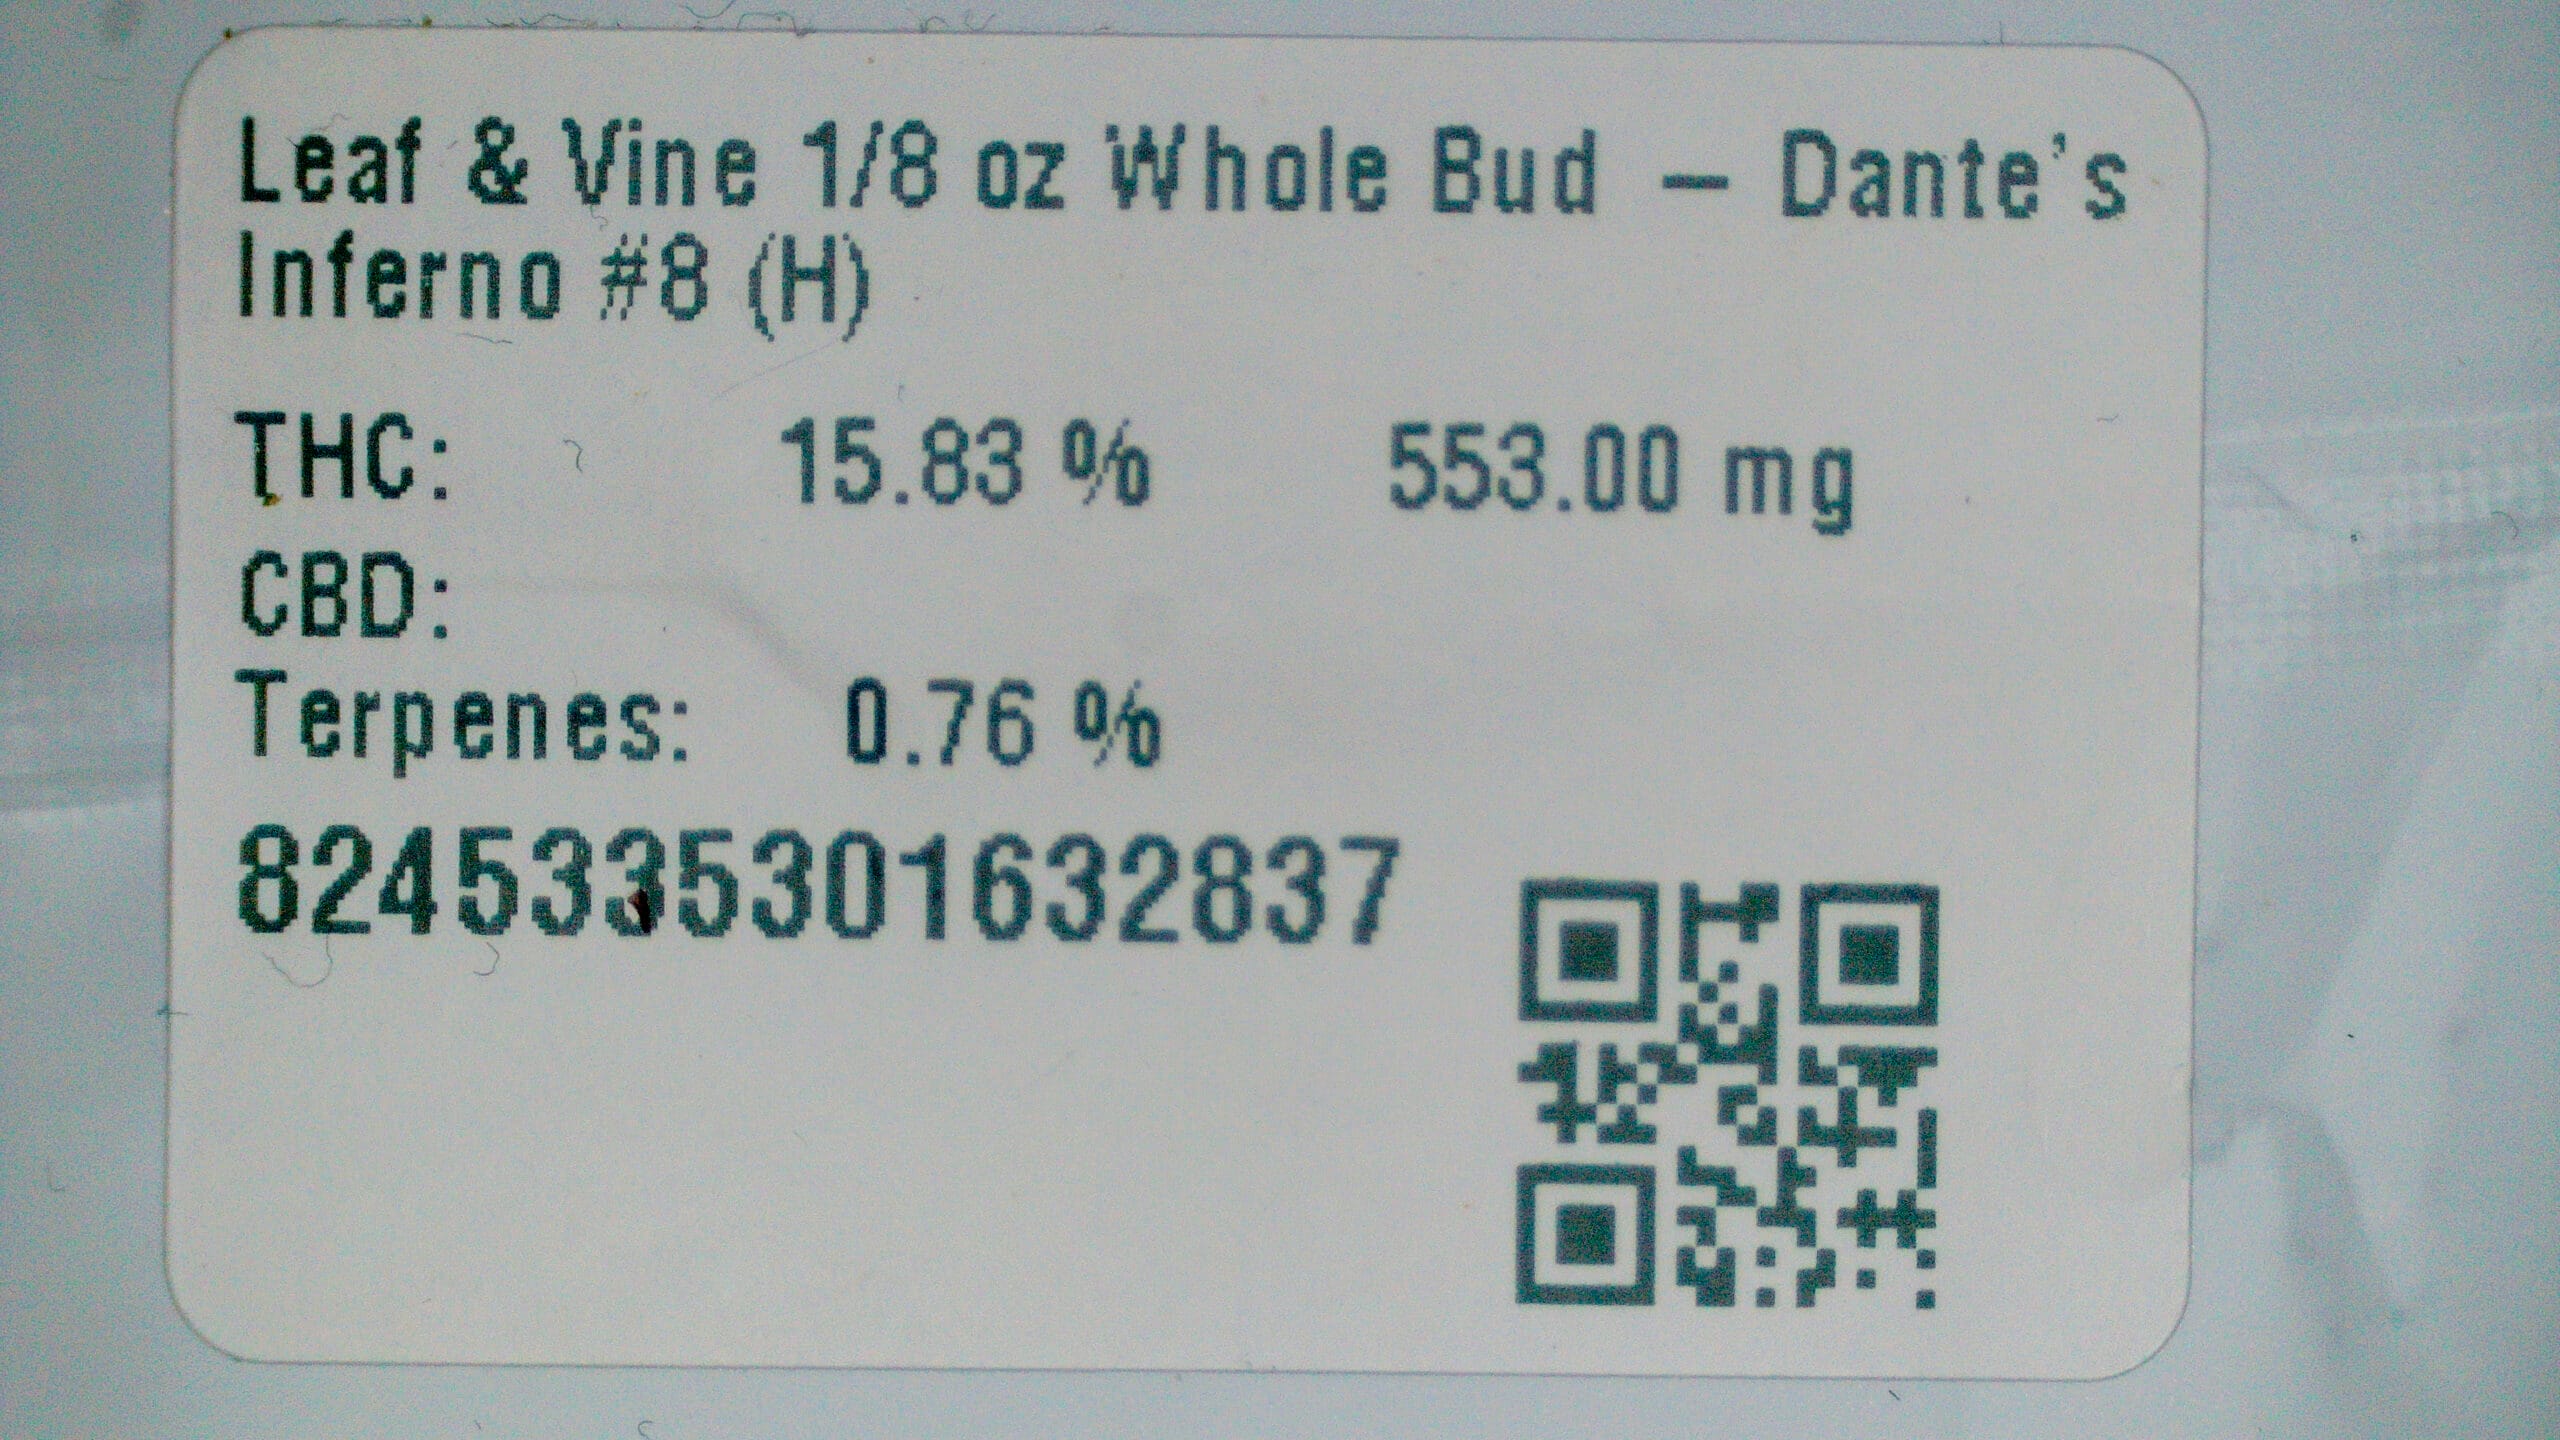 Leaf & Vine 1/8 oz Whole Bud – Dante's
Inferno #8 (H)
THC: 15.83 % 553.00 mg
CBD:
Terpenes: 0.76 %
8245335301632837